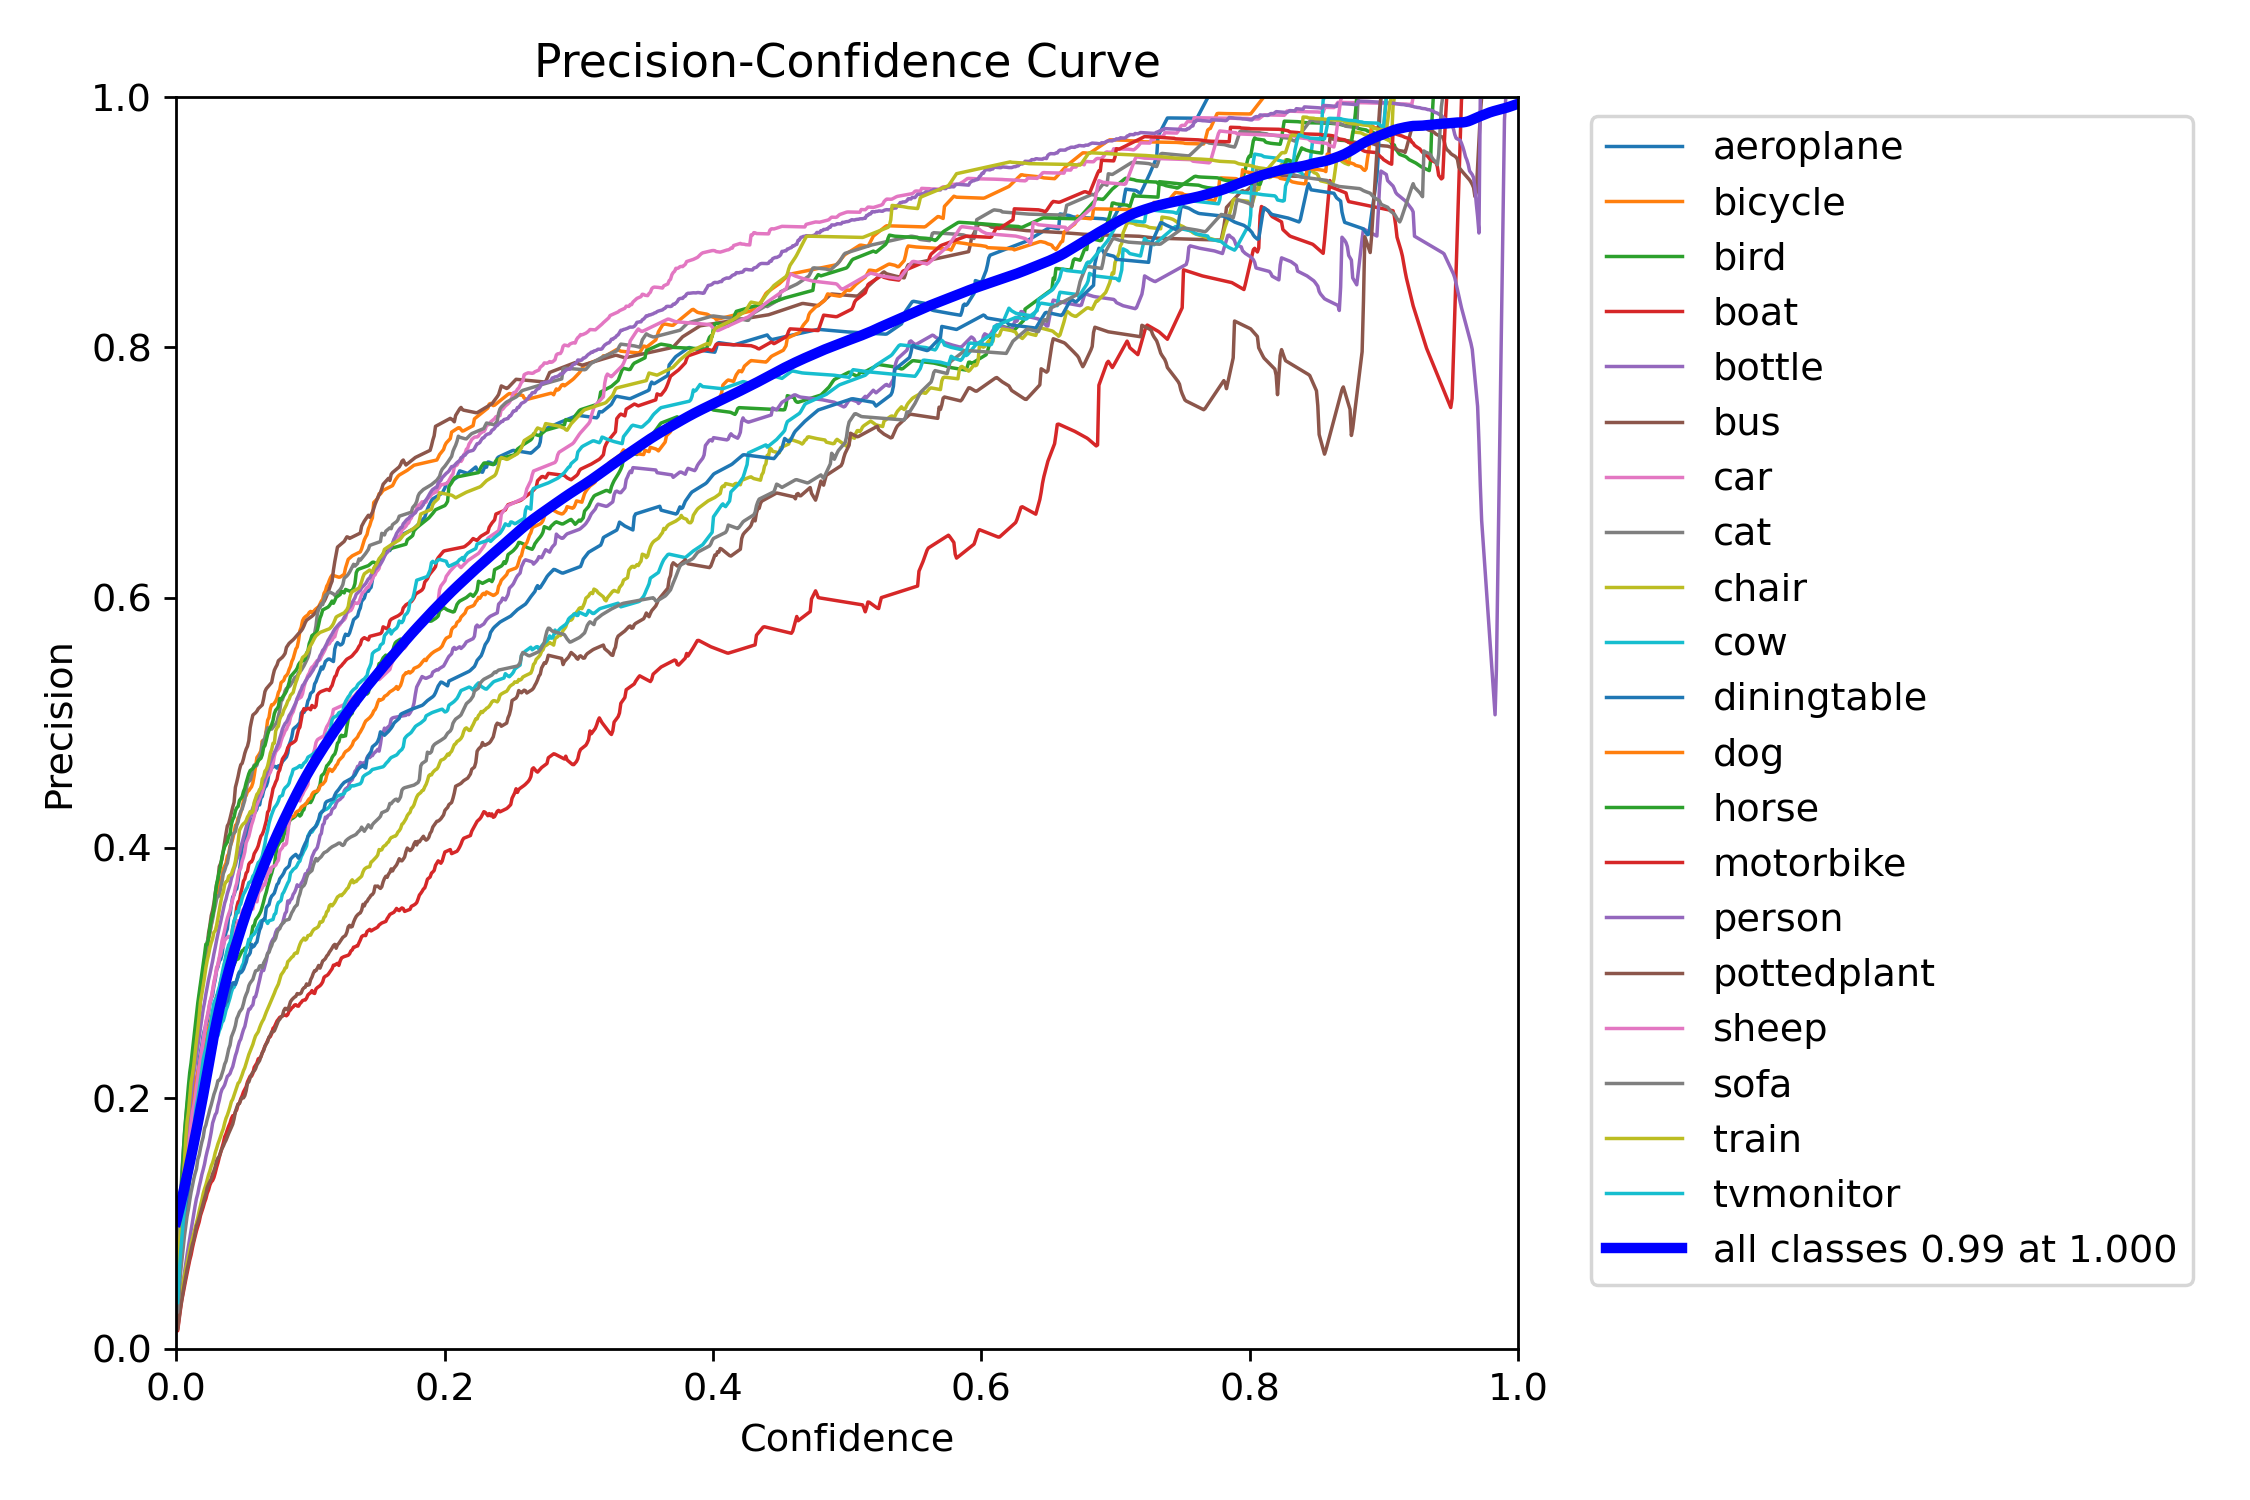 Precision-Confidence Curve
1.0
0.8
0.6
0.4
0.2
0.0
Precision
0.0 0.2 0.4 0.6 0.8 1.0
Confidence
aeroplane
bicycle
bird
boat
bottle
bus
car
cat
chair
cow
diningtable
dog
horse
motorbike
person
pottedplant
sheep
sofa
train
tvmonitor
all classes 0.99 at 1.000